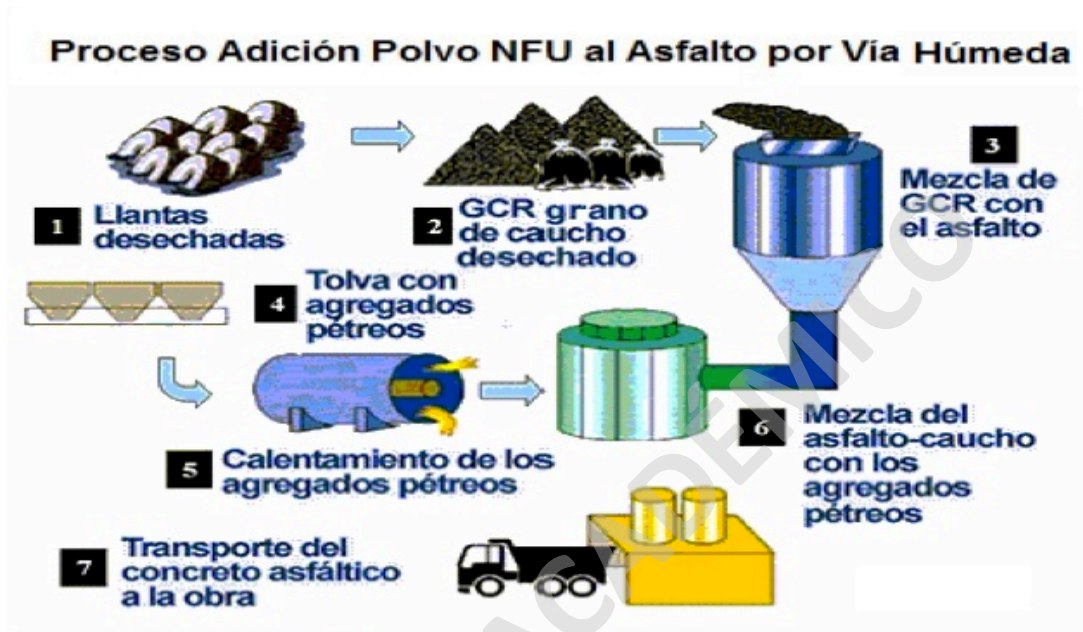 Proceso Adición Polvo NFU al Asfalto por Vía Húmeda
1
Llantas
desechadas
2
GCR grano
de caucho
desechado
3
Mezcla de
GCR con
el asfalto
4
Tolva con
agregados
pétreos
5
Calentamiento de los
agregados pétreos
6
Mezcla del
asfalto-caucho
con los
agregados
pétreos
7
Transporte del
concreto asfáltico
a la obra
ACADÉMICO